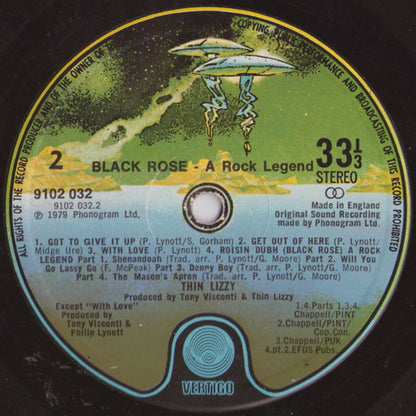 ALL RIGHTS OF THE RECORD PRODUCER AND OF THE OWNER OF
COPYING, PUBLIC PERFORMANCE AND BROADCASTING OF THIS RECORD PROHIBITED
2
BLACK ROSE - A Rock Legend
33⅓
STEREO
9102 032
9102 032.2
℗ 1979 Phonogram Ltd.
Made in England
Original Sound Recording
made by Phonogram Ltd.
1. GOT TO GIVE IT UP (P. Lynott/S. Gorham) 2. GET OUT OF HERE (P. Lynott/
Midge Ure) 3. WITH LOVE (P. Lynott) 4. ROISIN DUBH (BLACK ROSE) A ROCK
LEGEND Part 1. Shenandoah (Trad. arr. P. Lynott/G. Moore) Part 2. Will You
Go Lassy Go (F. McPeak) Part 3. Danny Boy (Trad. arr. P. Lynott/G. Moore)
Part 4. The Mason's Apron (Trad. arr. P. Lynott/G. Moore)
THIN LIZZY
Produced by Tony Visconti & Thin Lizzy
Except "With Love"
Produced by
Tony Visconti &
Philip Lynott
1.4. Parts 1,3,4,
Chappell/PINT
2.Chappell/PINT/
Cop.Con.
3.Chappell/PUK
4.pt.2.EFDS Pubs.
VERTIGO